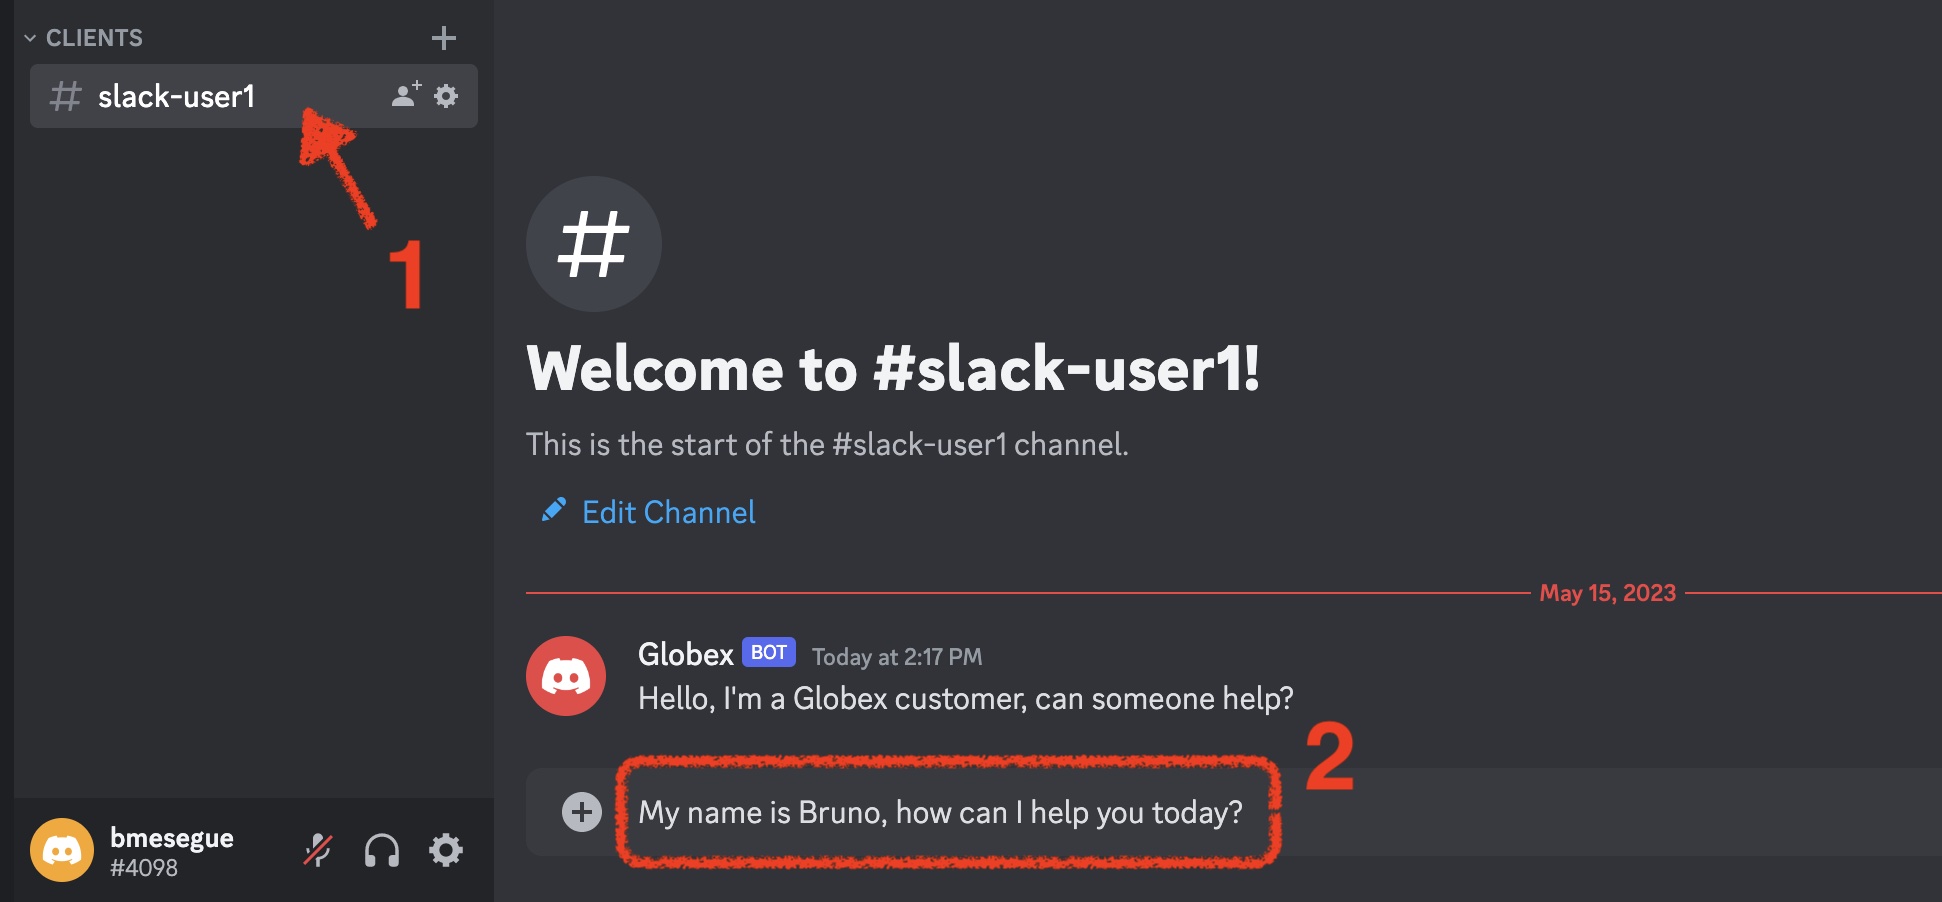 CLIENTS
slack-user1
1
Welcome to #slack-user1!
This is the start of the #slack-user1 channel.
Edit Channel
May 15, 2023
Globex BOT Today at 2:17 PM
Hello, I'm a Globex customer, can someone help?
2
My name is Bruno, how can I help you today?
bmesegue
#4098